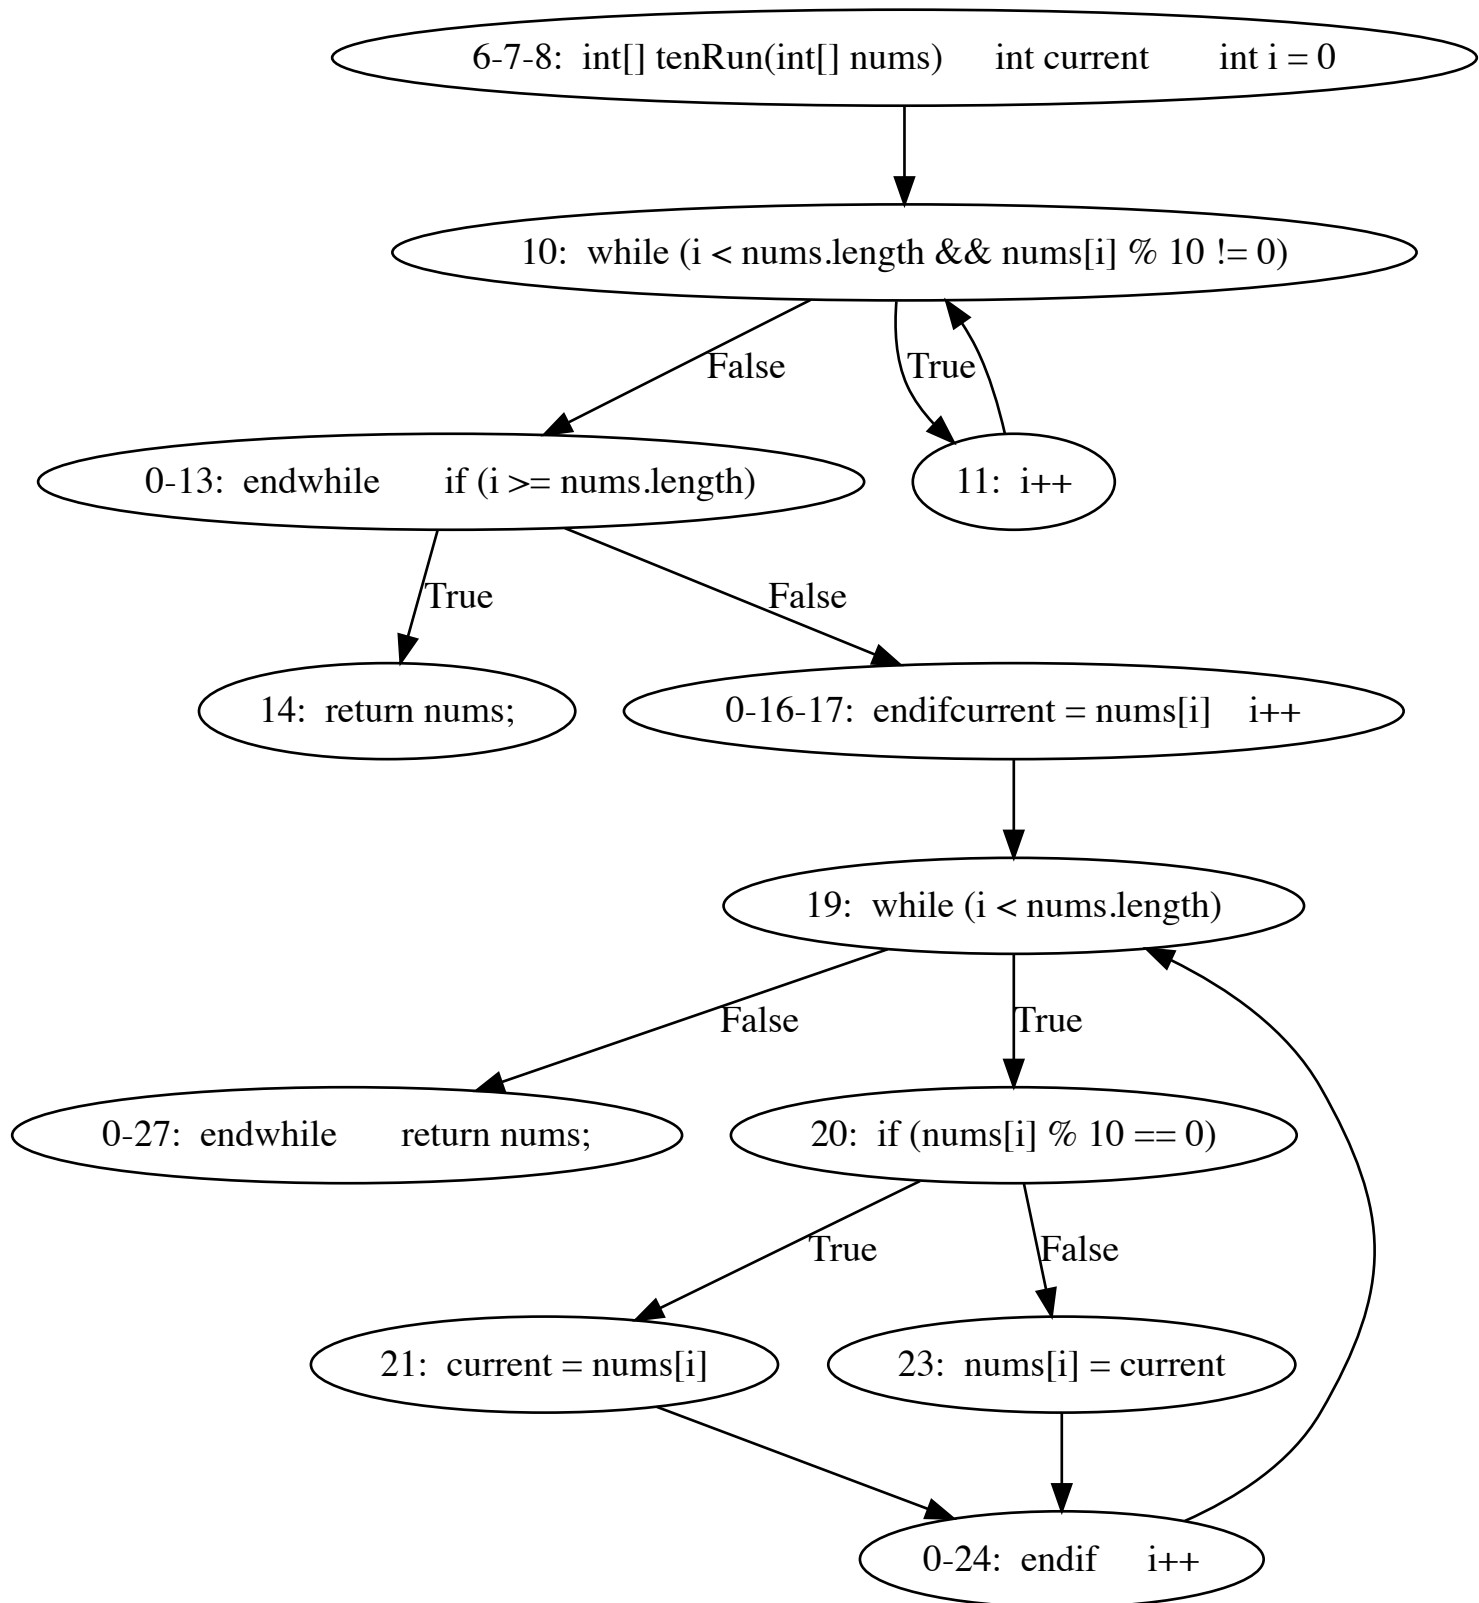 6-7-8:  int[] tenRun(int[] nums)     int current       int i = 0
10:  while (i < nums.length && nums[i] % 10 != 0)
False
True
0-13:  endwhile      if (i >= nums.length)
11:  i++
True
False
14:  return nums;
0-16-17:  endifcurrent = nums[i]    i++
19:  while (i < nums.length)
False
True
0-27:  endwhile      return nums;
20:  if (nums[i] % 10 == 0)
True
False
21:  current = nums[i]
23:  nums[i] = current
0-24:  endif     i++